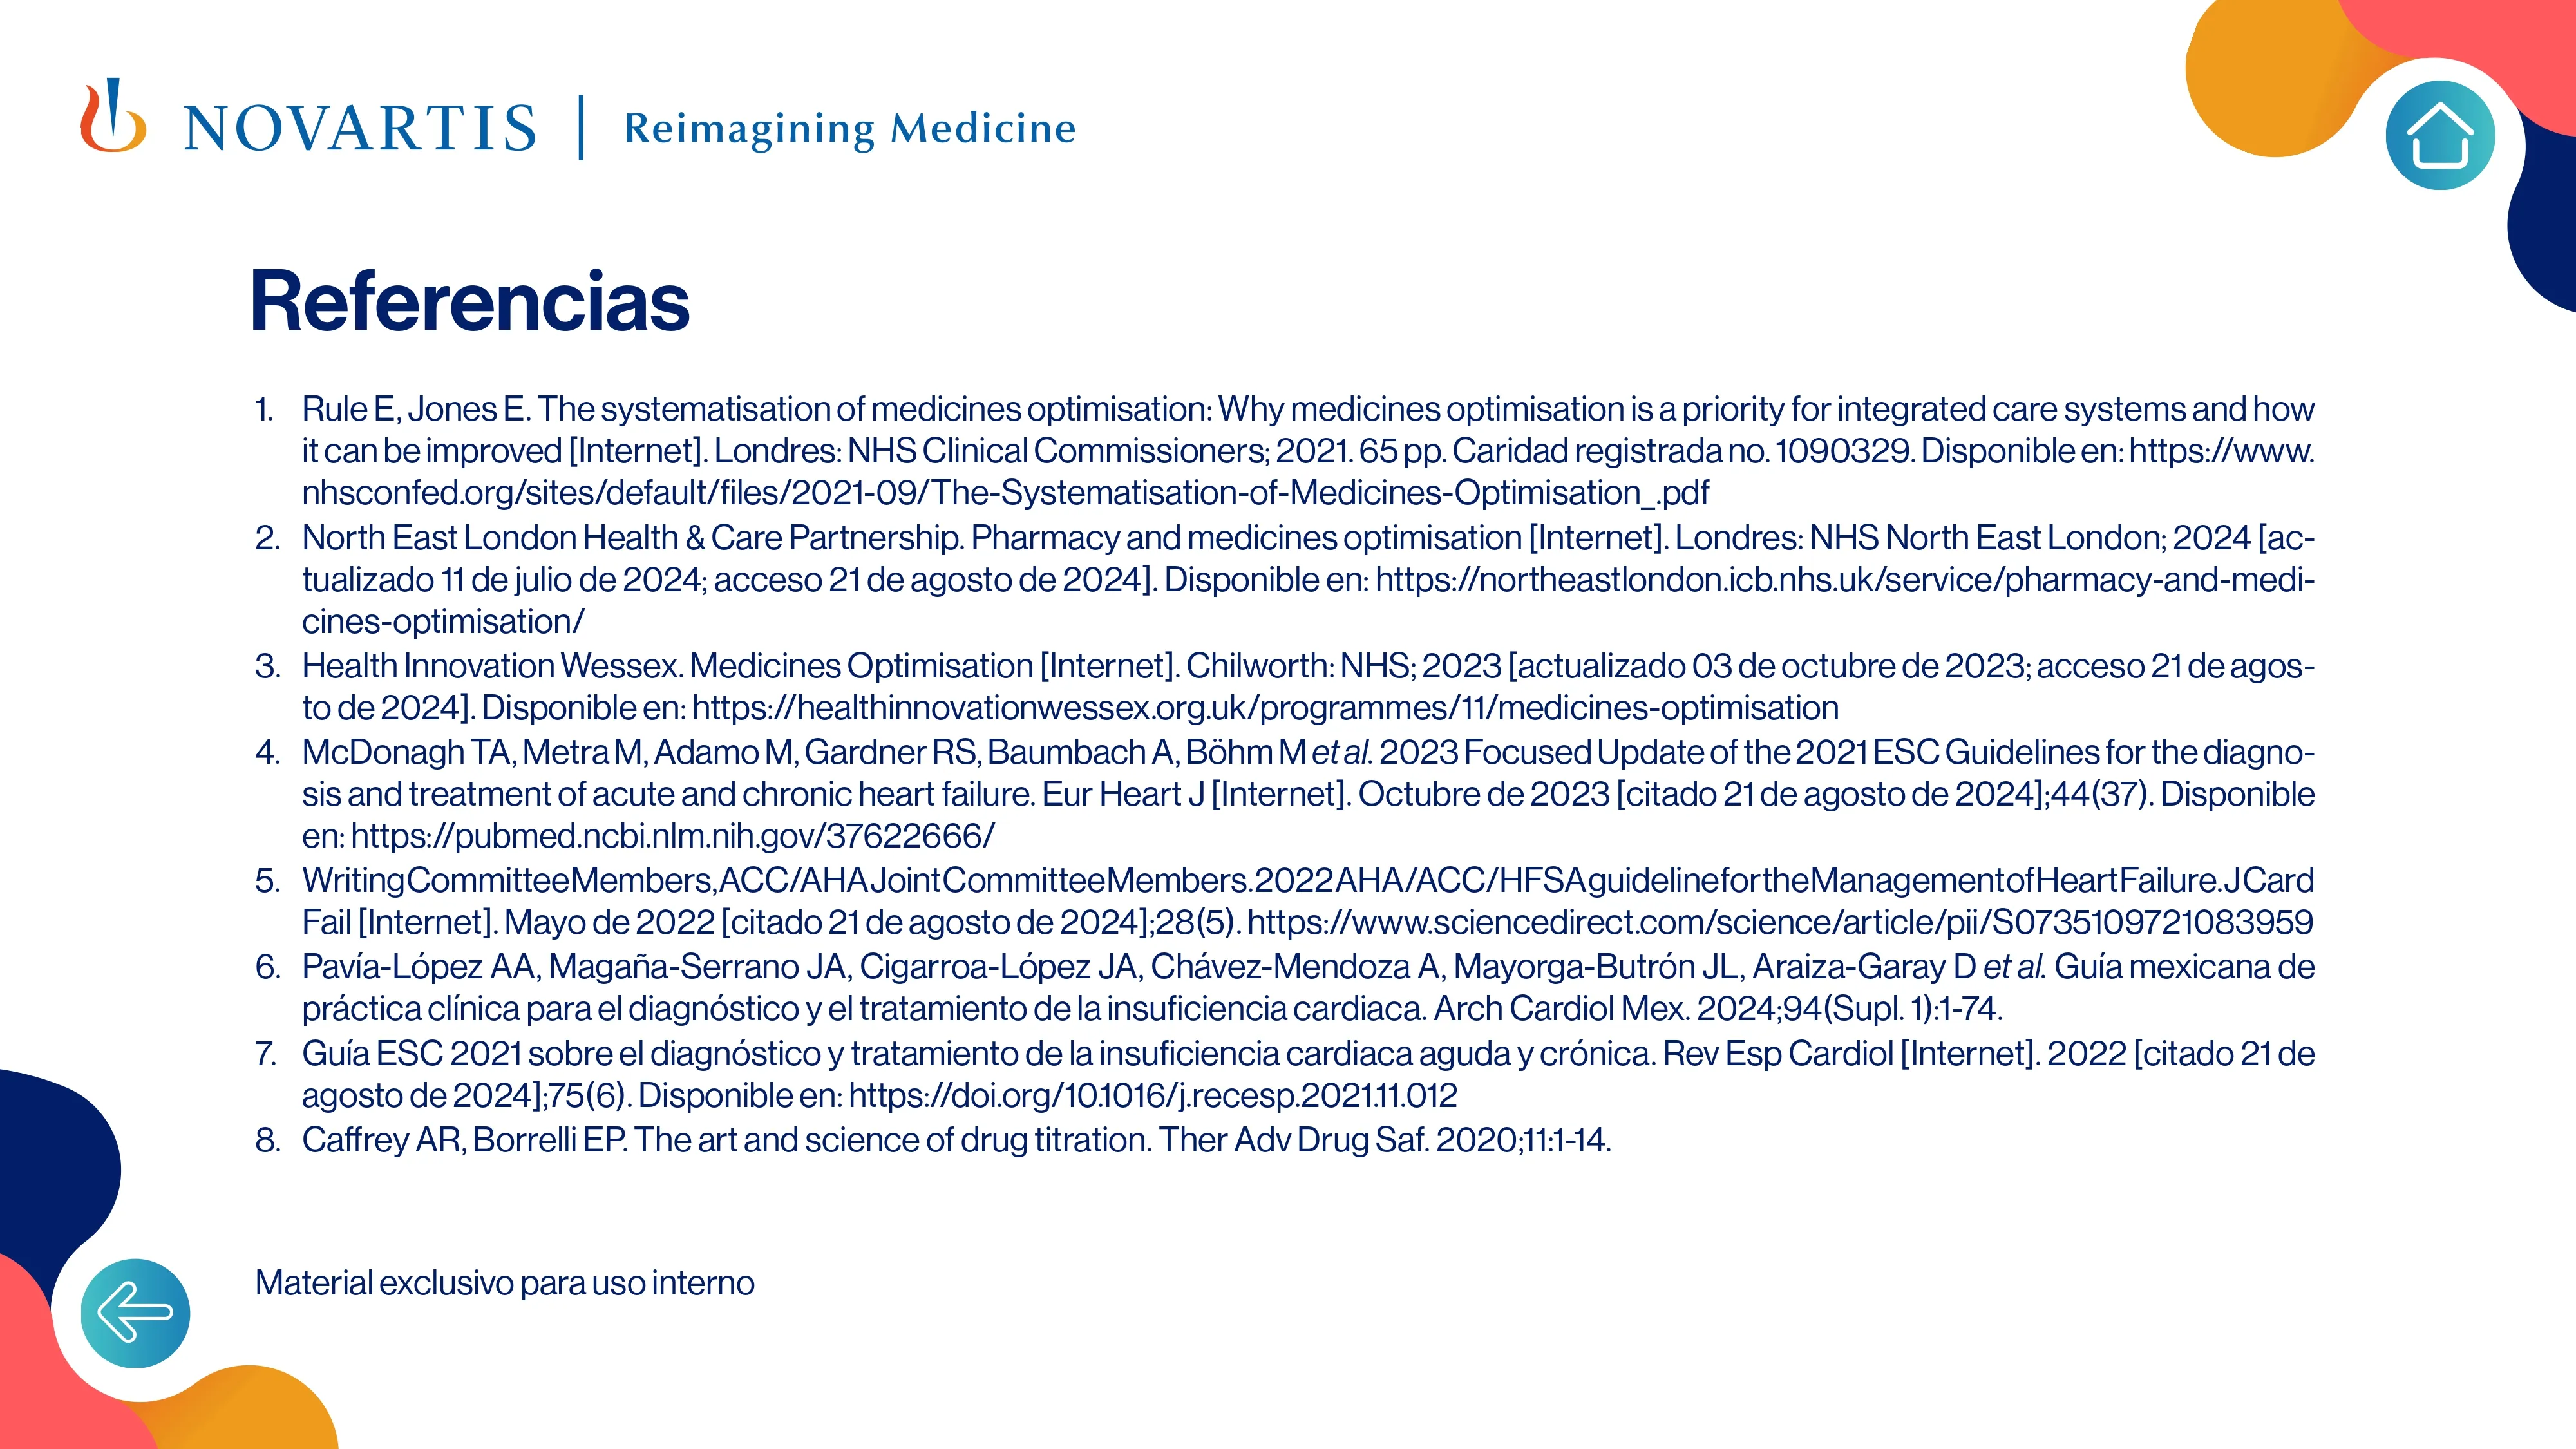 NOVARTIS | Reimagining Medicine
Referencias
1. Rule E, Jones E. The systematisation of medicines optimisation: Why medicines optimisation is a priority for integrated care systems and how
it can be improved [Internet]. Londres: NHS Clinical Commissioners; 2021. 65 pp. Caridad registrada no. 1090329. Disponible en: https://www.
nhsconfed.org/sites/default/files/2021-09/The-Systematisation-of-Medicines-Optimisation_.pdf
2. North East London Health & Care Partnership. Pharmacy and medicines optimisation [Internet]. Londres: NHS North East London; 2024 [ac-
tualizado 11 de julio de 2024; acceso 21 de agosto de 2024]. Disponible en: https://northeastlondon.icb.nhs.uk/service/pharmacy-and-medi-
cines-optimisation/
3. Health Innovation Wessex. Medicines Optimisation [Internet]. Chilworth: NHS; 2023 [actualizado 03 de octubre de 2023; acceso 21 de agos-
to de 2024]. Disponible en: https://healthinnovationwessex.org.uk/programmes/11/medicines-optimisation
4. McDonagh TA, Metra M, Adamo M, Gardner RS, Baumbach A, Böhm M et al. 2023 Focused Update of the 2021 ESC Guidelines for the diagno-
sis and treatment of acute and chronic heart failure. Eur Heart J [Internet]. Octubre de 2023 [citado 21 de agosto de 2024];44(37). Disponible
en: https://pubmed.ncbi.nlm.nih.gov/37622666/
5. Writing Committee Members, ACC/AHA Joint Committee Members. 2022 AHA/ACC/HFSA guideline for the Management of Heart Failure. J Card
Fail [Internet]. Mayo de 2022 [citado 21 de agosto de 2024];28(5). https://www.sciencedirect.com/science/article/pii/S0735109721083959
6. Pavía-López AA, Magaña-Serrano JA, Cigarroa-López JA, Chávez-Mendoza A, Mayorga-Butrón JL, Araiza-Garay D et al. Guía mexicana de
práctica clínica para el diagnóstico y el tratamiento de la insuficiencia cardiaca. Arch Cardiol Mex. 2024;94(Supl. 1):1-74.
7. Guía ESC 2021 sobre el diagnóstico y tratamiento de la insuficiencia cardiaca aguda y crónica. Rev Esp Cardiol [Internet]. 2022 [citado 21 de
agosto de 2024];75(6). Disponible en: https://doi.org/10.1016/j.recesp.2021.11.012
8. Caffrey AR, Borrelli EP. The art and science of drug titration. Ther Adv Drug Saf. 2020;11:1-14.
Material exclusivo para uso interno